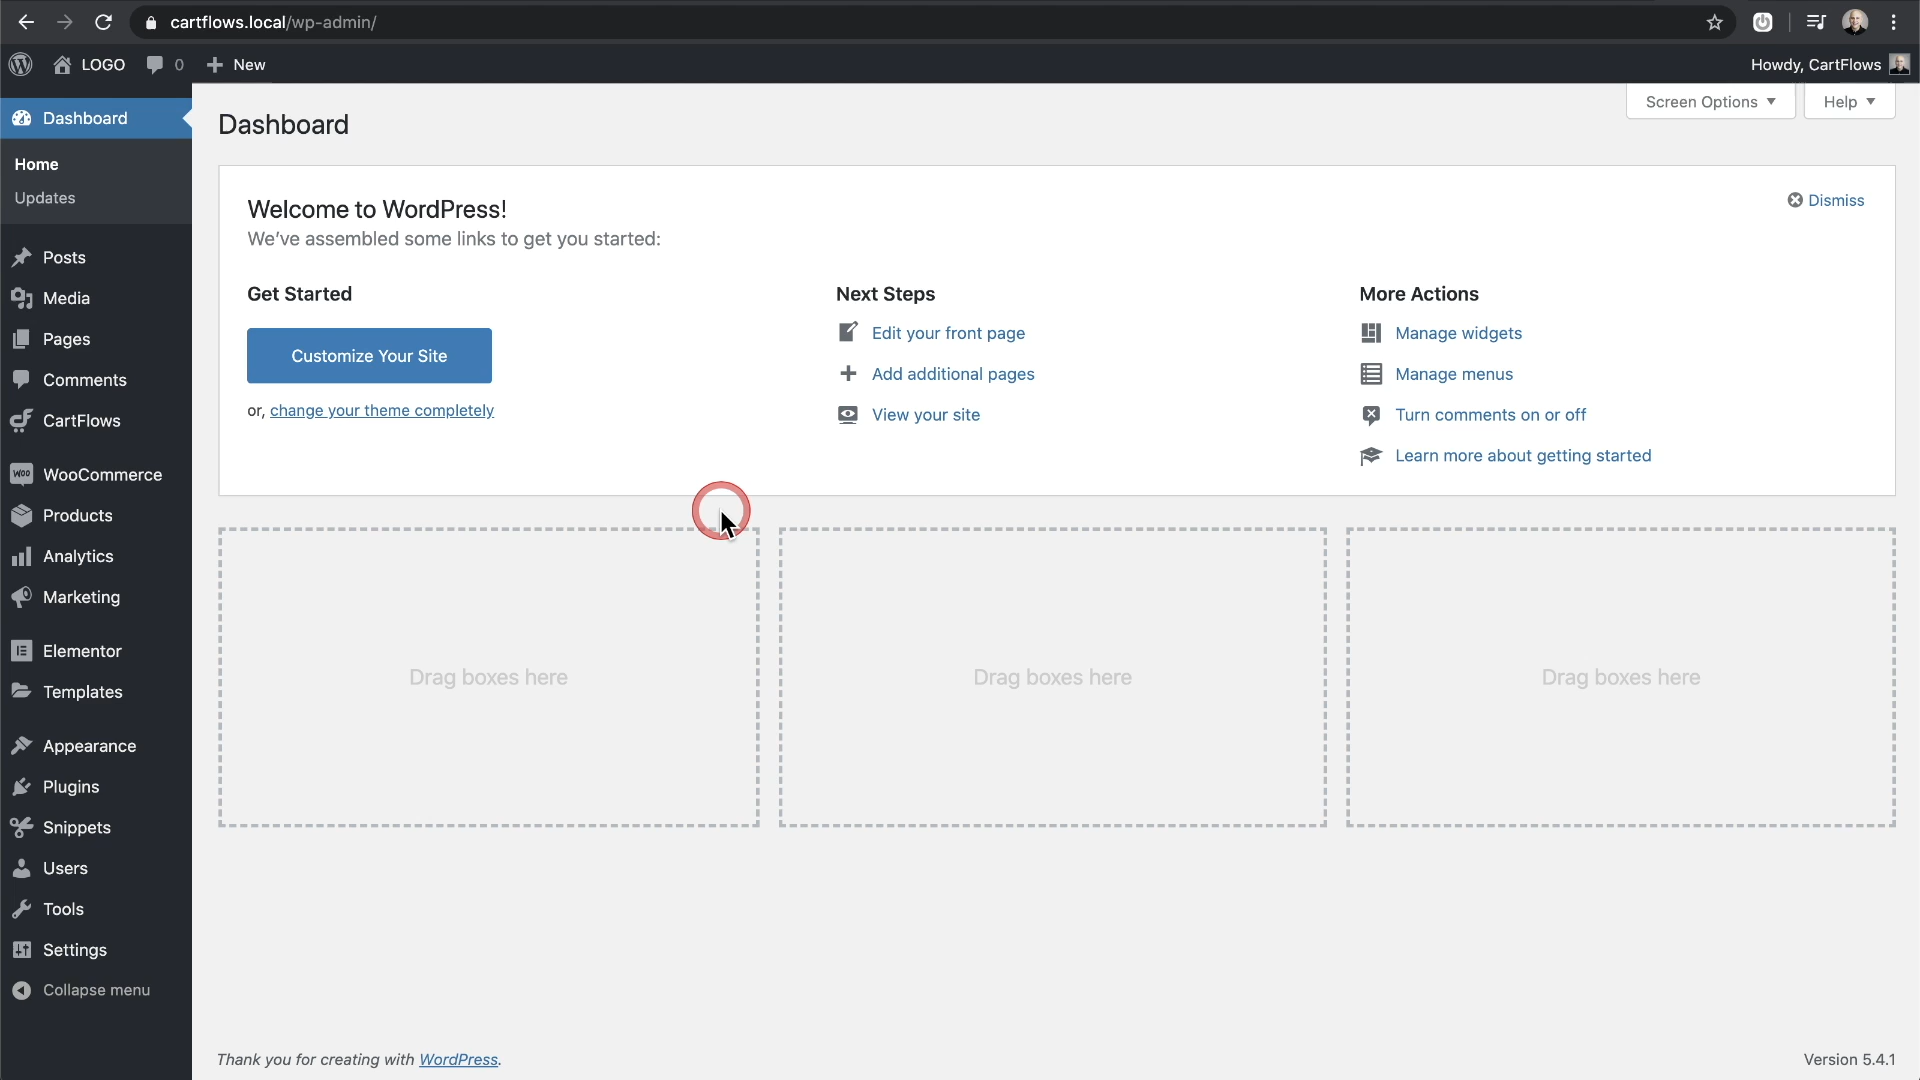 cartflows.local/wp-admin/
LOGO
0
New
Howdy, CartFlows
Dashboard
Home
Updates
Posts
Media
Pages
Comments
CartFlows
WooCommerce
Products
Analytics
Marketing
Elementor
Templates
Appearance
Plugins
Snippets
Users
Tools
Settings
Collapse menu
Dashboard
Screen Options
Help
Welcome to WordPress!
We've assembled some links to get you started:
Dismiss
Get Started
Customize Your Site
or, change your theme completely
Next Steps
Edit your front page
Add additional pages
View your site
More Actions
Manage widgets
Manage menus
Turn comments on or off
Learn more about getting started
Drag boxes here
Drag boxes here
Drag boxes here
Thank you for creating with WordPress.
Version 5.4.1